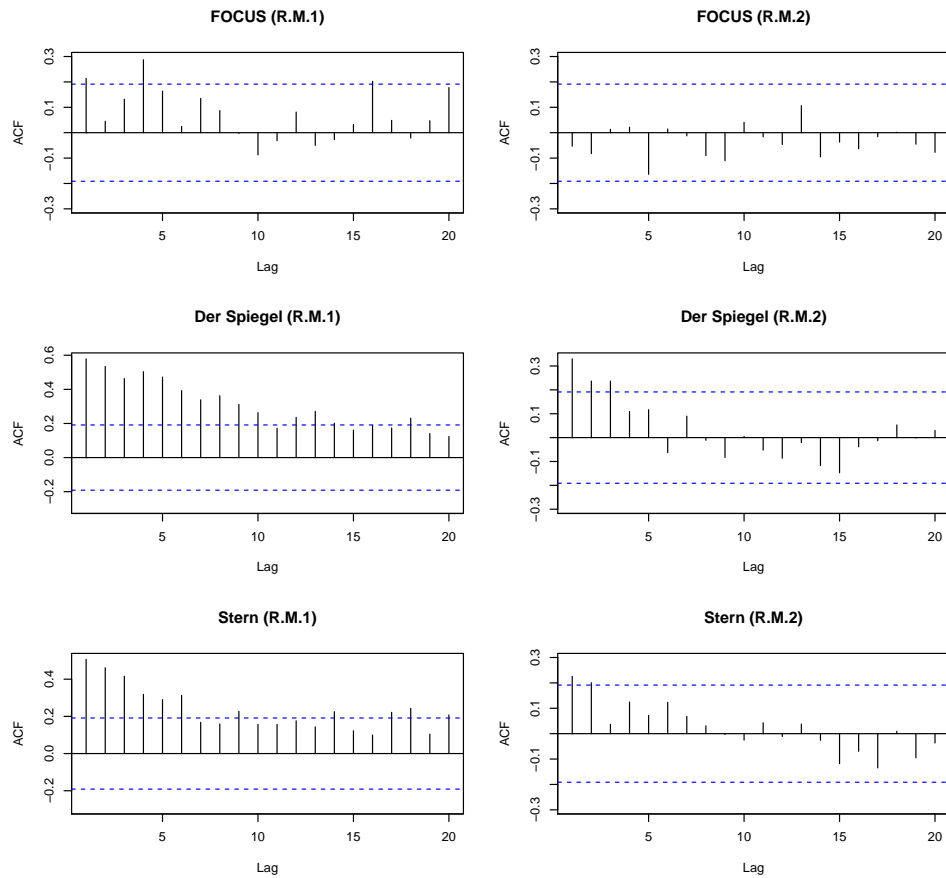 FOCUS (R.M.1)
ACF
0.3
0.1
−0.1
−0.3
5
10
15
20
Lag
FOCUS (R.M.2)
ACF
0.3
0.1
−0.1
−0.3
5
10
15
20
Lag
Der Spiegel (R.M.1)
ACF
0.6
0.4
0.2
0.0
−0.2
5
10
15
20
Lag
Der Spiegel (R.M.2)
ACF
0.3
0.1
−0.1
−0.3
5
10
15
20
Lag
Stern (R.M.1)
ACF
0.4
0.2
0.0
−0.2
5
10
15
20
Lag
Stern (R.M.2)
ACF
0.3
0.1
−0.1
−0.3
5
10
15
20
Lag